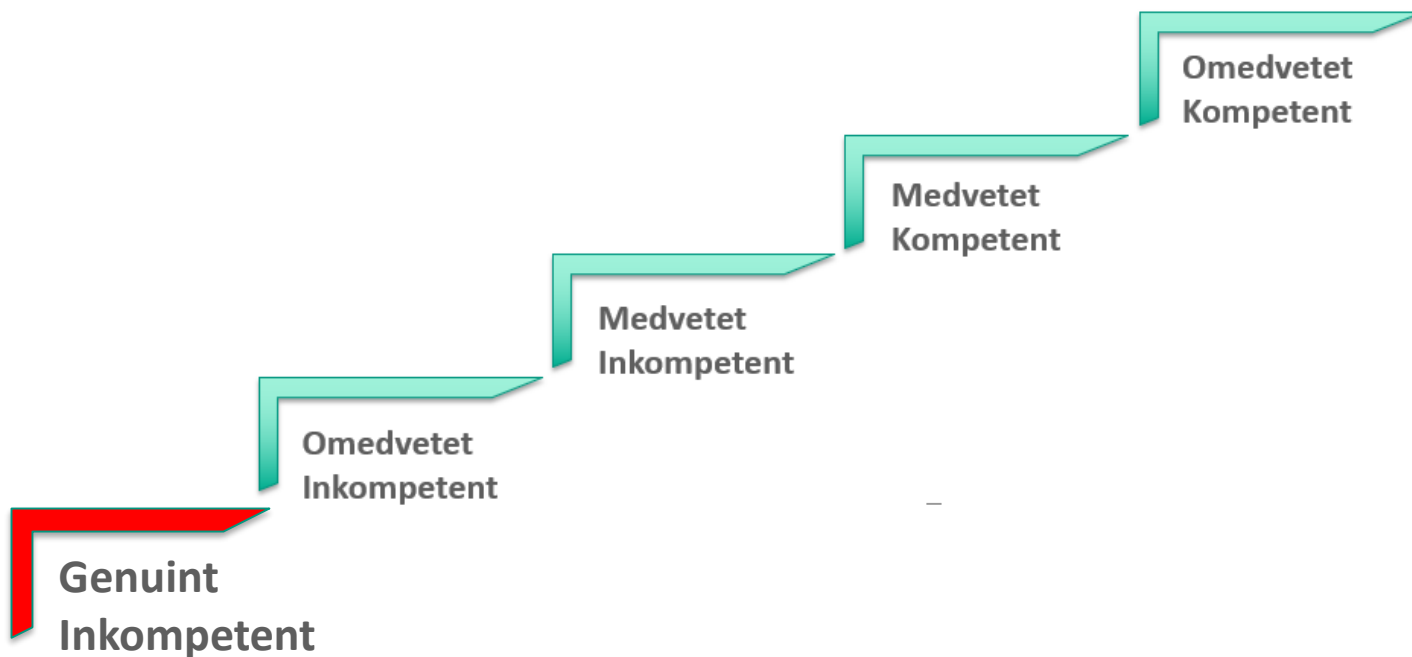 Omedvetet
Kompetent
Medvetet
Kompetent
Medvetet
Inkompetent
Omedvetet
Inkompetent
Genuint
Inkompetent